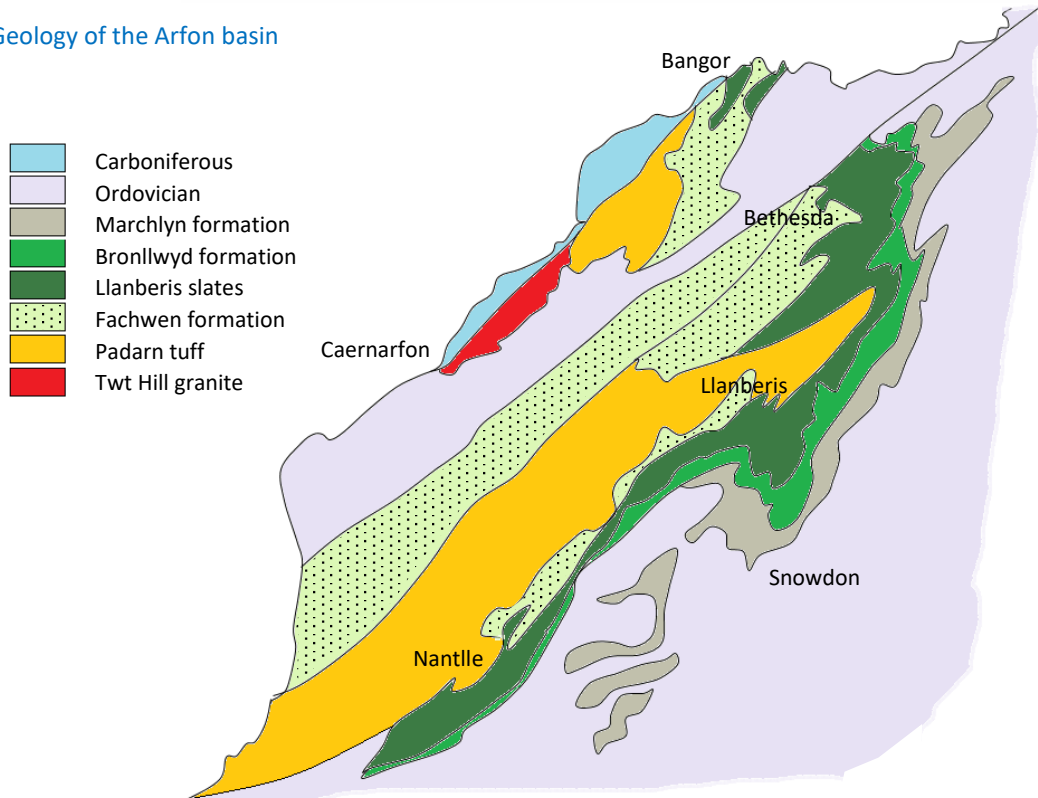 Geology of the Arfon basin
Bangor
Carboniferous
Ordovician
Marchlyn formation
Bethesda
Bronllwyd formation
Llanberis slates
Fachwen formation
Padarn tuff
Caernarfon
Twt Hill granite
Llanberis
Snowdon
Nantlle